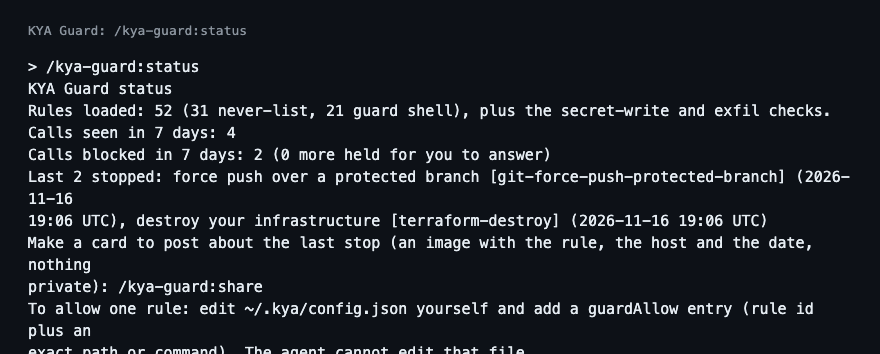 KYA Guard: /kya-guard:status
> /kya-guard:status
KYA Guard status
Rules loaded: 52 (31 never-list, 21 guard shell), plus the secret-write and exfil checks.
Calls seen in 7 days: 4
Calls blocked in 7 days: 2 (0 more held for you to answer)
Last 2 stopped: force push over a protected branch [git-force-push-protected-branch] (2026-
11-16
19:06 UTC), destroy your infrastructure [terraform-destroy] (2026-11-16 19:06 UTC)
Make a card to post about the last stop (an image with the rule, the host and the date,
nothing
private): /kya-guard:share
To allow one rule: edit ~/.kya/config.json yourself and add a guardAllow entry (rule id
plus an
exact path or command). The agent cannot edit that file